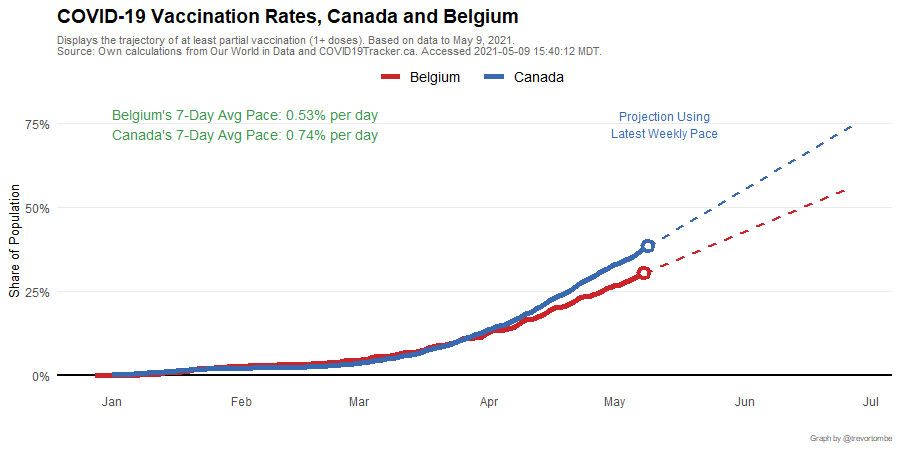 COVID-19 Vaccination Rates, Canada and Belgium
Displays the trajectory of at least partial vaccination (1+ doses). Based on data to May 9, 2021.
Source: Own calculations from Our World in Data and COVID19Tracker.ca. Accessed 2021-05-09 15:40:12 MDT.
Belgium Canada
Belgium's 7-Day Avg Pace: 0.53% per day
Canada's 7-Day Avg Pace: 0.74% per day
Projection Using
Latest Weekly Pace
Share of Population
75%
50%
25%
0%
Jan Feb Mar Apr May Jun Jul
Graph by @trevortombe